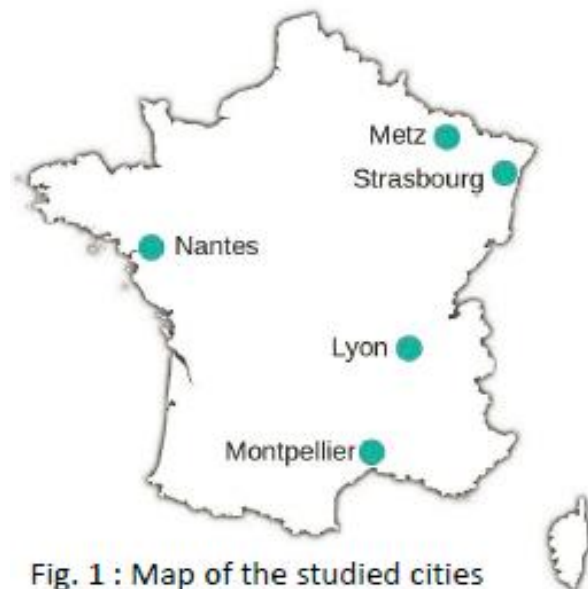 Metz
Strasbourg
Nantes
Lyon
Montpellier
Fig. 1 : Map of the studied cities